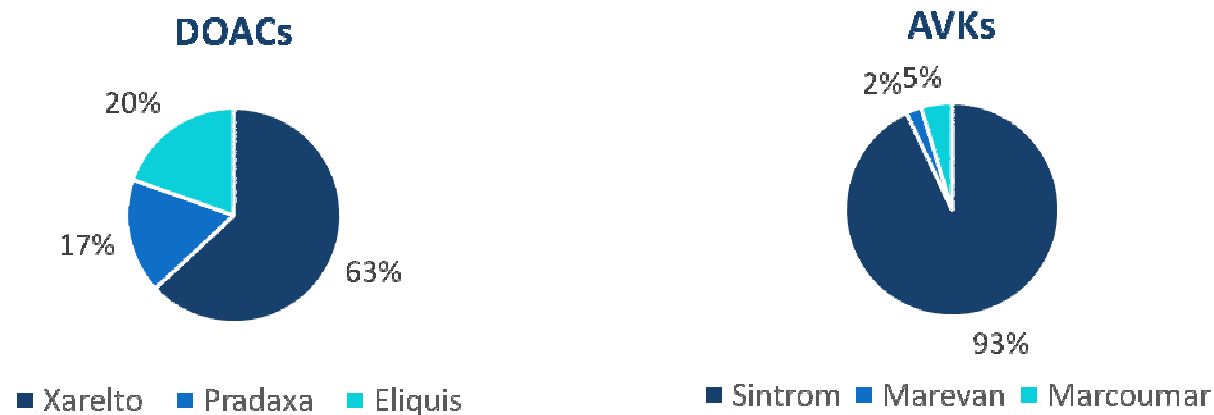 DOACs
20%
17%
63%
Xarelto Pradaxa Eliquis
AVKs
2% 5%
93%
Sintrom Marevan Marcoumar